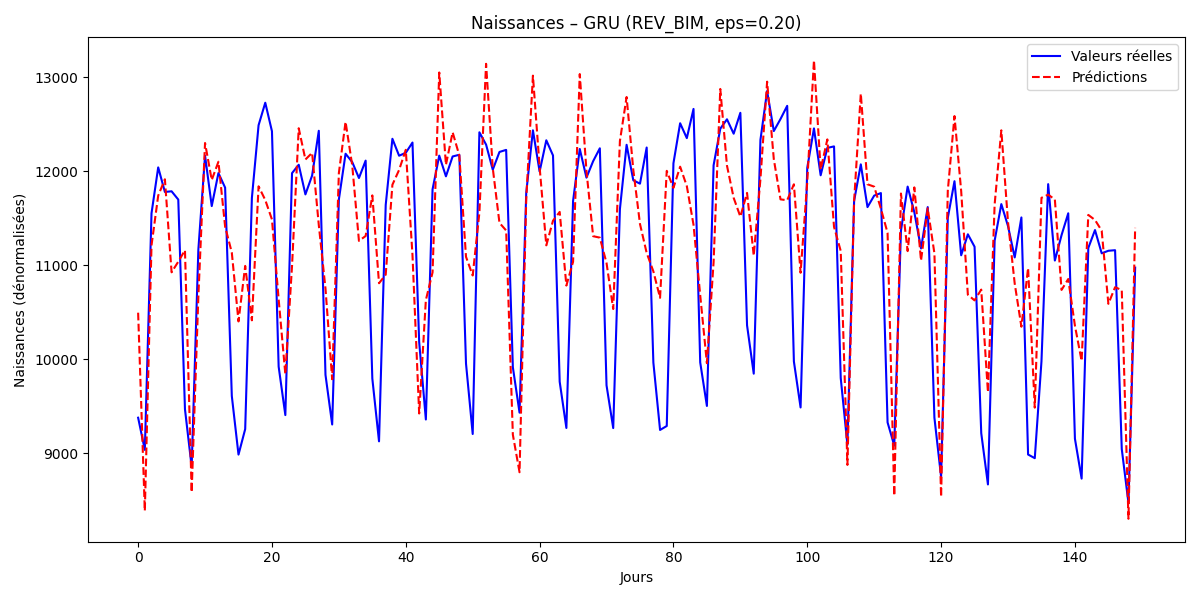 Naissances – GRU (REV_BIM, eps=0.20)
Valeurs réelles
Prédictions
Naissances (dénormalisées)
13000
12000
11000
10000
9000
0 20 40 60 80 100 120 140
Jours